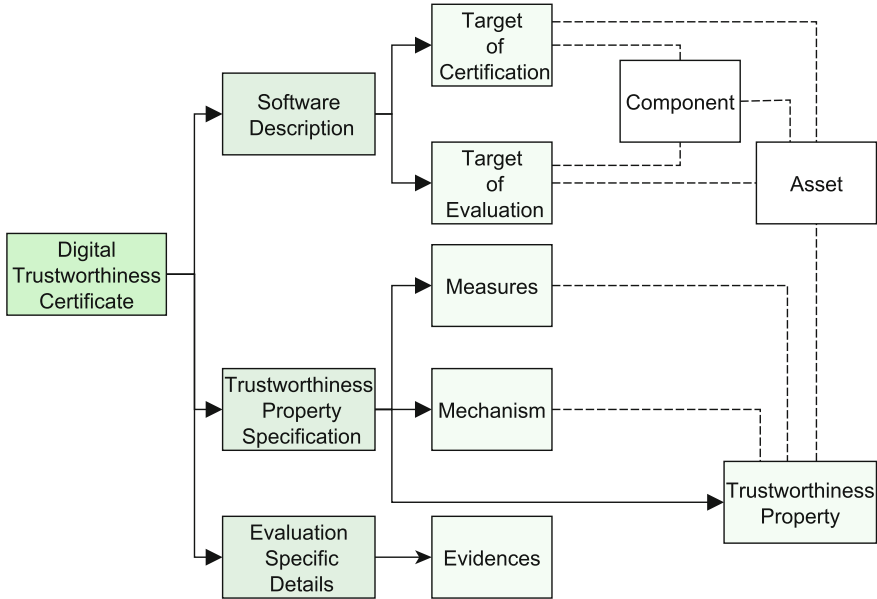 Target
of
Certification
Software
Description
Component
Target
of
Evaluation
Asset
Digital
Trustworthiness
Certificate
Measures
Trustworthiness
Property
Specification
Mechanism
Trustworthiness
Property
Evaluation
Specific
Details
Evidences